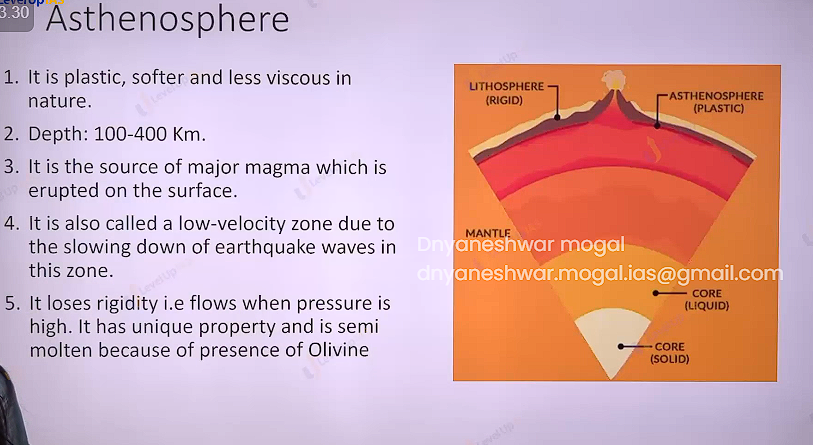 3.30
Asthenosphere
1. It is plastic, softer and less viscous in
nature.
2. Depth: 100-400 Km.
3. It is the source of major magma which is
erupted on the surface.
4. It is also called a low-velocity zone due to
the slowing down of earthquake waves in
this zone.
5. It loses rigidity i.e flows when pressure is
high. It has unique property and is semi
molten because of presence of Olivine
LITHOSPHERE
(RIGID)
ASTHENOSPHERE
(PLASTIC)
MANTLE
Dnyaneshwar mogal
dnyaneshwar.mogal.ias@gmail.com
CORE
(LIQUID)
CORE
(SOLID)